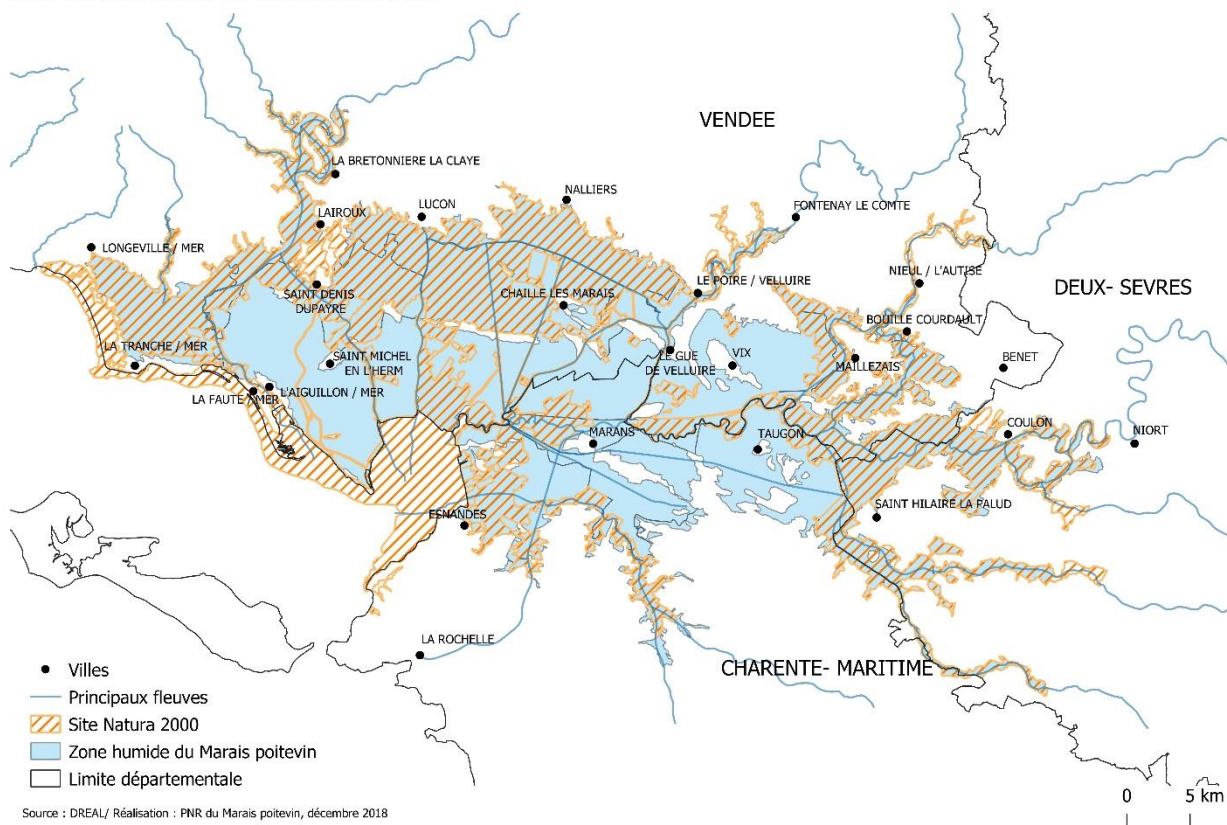 VENDEE
LA BRETONNIERE LA CLAYE
NALLIERS
LUCON
FONTENAY LE COMTE
LAIROUX
LONGEVILLE / MER
NIEUL / L'AUTISE
LE POIRE / VELLUIRE
DEUX- SEVRES
SAINT DENIS
DUPAYRE
CHAILLE LES MARAIS
BOUILLE COURDAULT
LA TRANCHE / MER
SAINT MICHEL
EN L'HERM
LE GUE
DE VELLUIRE
VIX
MAILLEZAIS
BENET
L'AIGUILLON / MER
LA FAUTE / MER
MARANS
TAUGON
COULON
NIORT
ESNANDES
SAINT HILAIRE LA PALUD
LA ROCHELLE
CHARENTE- MARITIME
Villes
Principaux fleuves
Site Natura 2000
Zone humide du Marais poitevin
Limite départementale
0 5 km
Source : DREAL/ Réalisation : PNR du Marais poitevin, décembre 2018